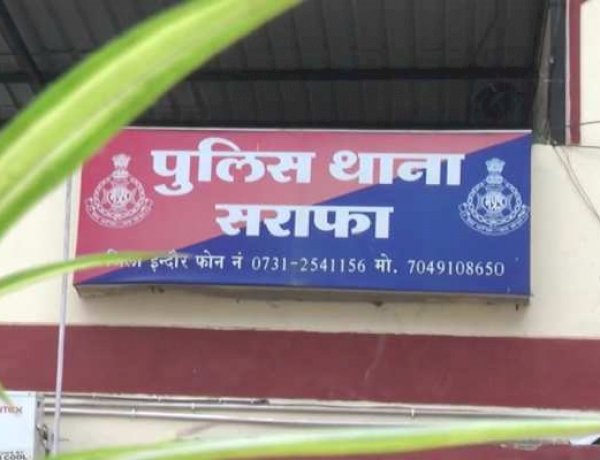 पुलिस थाना
सराफा
जिला इन्दौर फोन नं 0731-2541156 मो. 7049108650